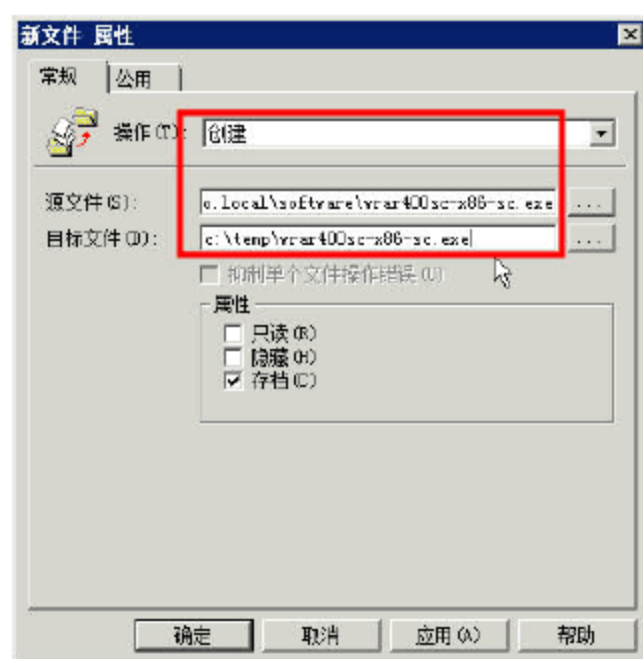 新文件 属性
常规 公用
操作(T): 创建
源文件(S): o.local\software\wrar400sc-x86-sc.exe ...
目标文件(D): c:\temp\wrar400sc-x86-sc.exe ...
抑制单个文件操作错误(U)
属性
只读(R)
隐藏(H)
存档(C)
确定 取消 应用(A) 帮助